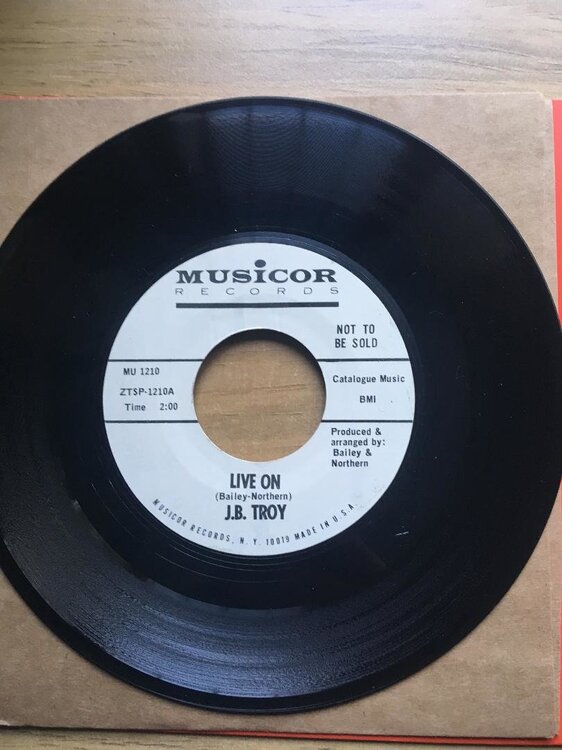 MUSICOR
RECORDS
NOT TO
BE SOLD
MU 1210
ZTSP-1210A
Time 2:00
Catalogue Music
BMI
Produced &
arranged by:
Bailey &
Northern
LIVE ON
(Bailey-Northern)
J.B. TROY
MUSICOR RECORDS, N. Y. 10019 MADE IN U.S.A.